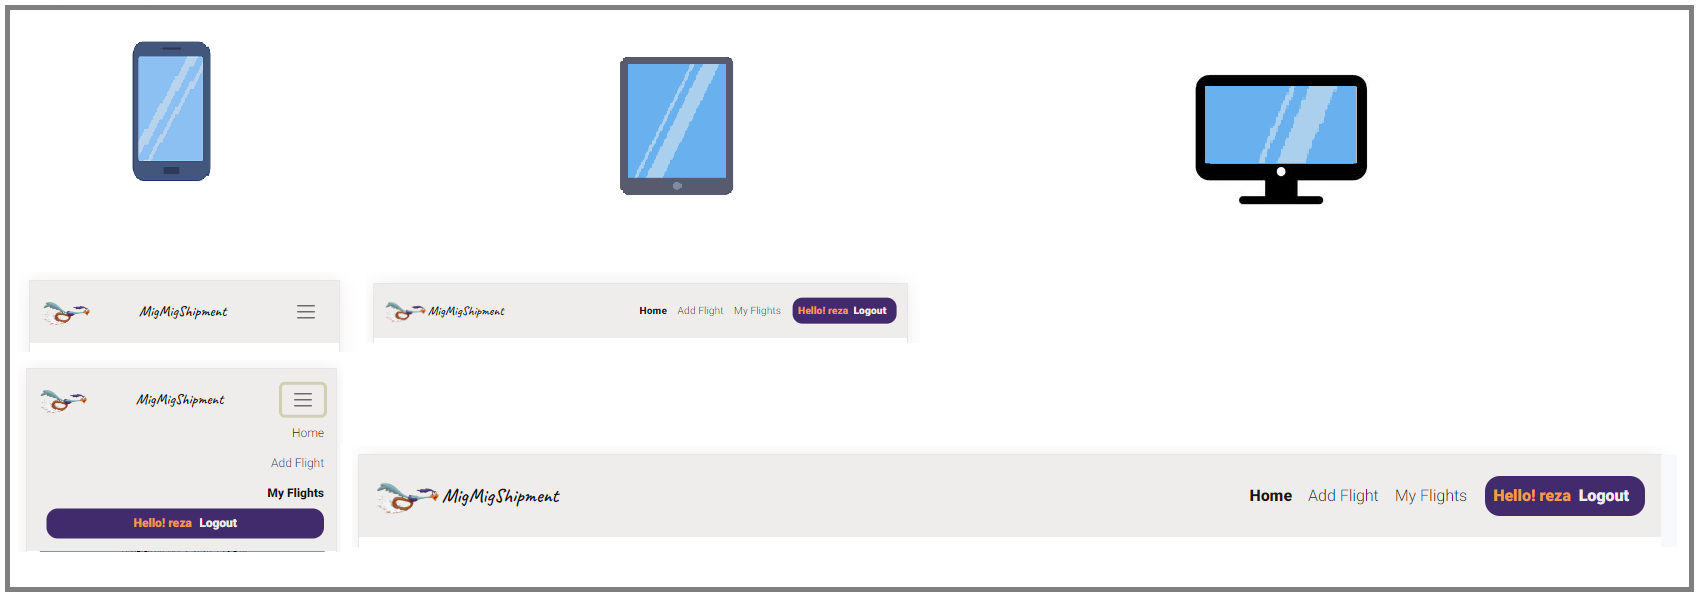 MigMigShipment
MigMigShipment Home Add Flight My Flights Hello! reza Logout
MigMigShipment
Home
Add Flight
My Flights
Hello! reza Logout
MigMigShipment Home Add Flight My Flights Hello! reza Logout